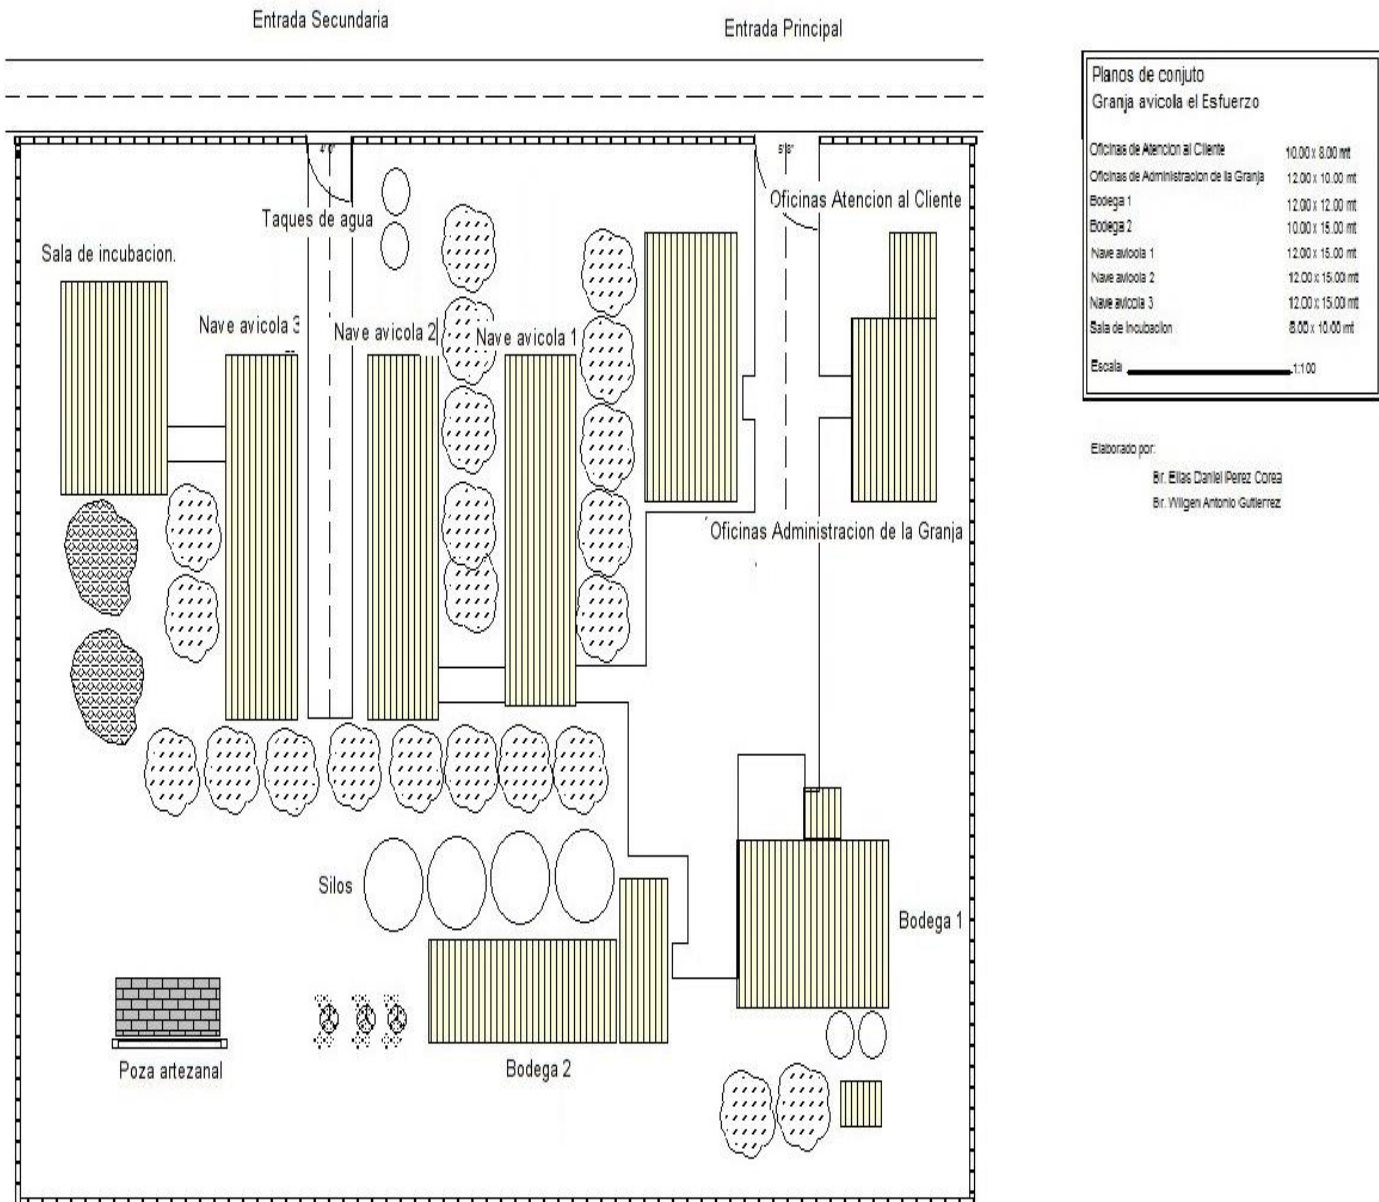 Entrada Secundaria
Entrada Principal
4'0"
Oficinas Atencion al Cliente
Taques de agua
Sala de incubacion.
Nave avicola 3
Nave avicola 2
Nave avicola 1
Oficinas Administracion de la Granja
Silos
Bodega 1
Bodega 2
Poza artezanal
Planos de conjuto
Granja avicola el Esfuerzo
Oficinas de Atencion al Cliente 10.00 x 8.00 mt
Oficinas de Administracion de la Granja 12.00 x 10.00 mt
Bodega 1 12.00 x 12.00 mt
Bodega 2 10.00 x 15.00 mt
Nave avicola 1 12.00 x 15.00 mt
Nave avicola 2 12.00 x 15.00 mt
Nave avicola 3 12.00 x 15.00 mt
Sala de Incubacion 8.00 x 10.00 mt
Escala 1:100
Elaborado por:
Br. Elias Daniel Perez Corea
Br. Wilgen Antonio Gutierrez